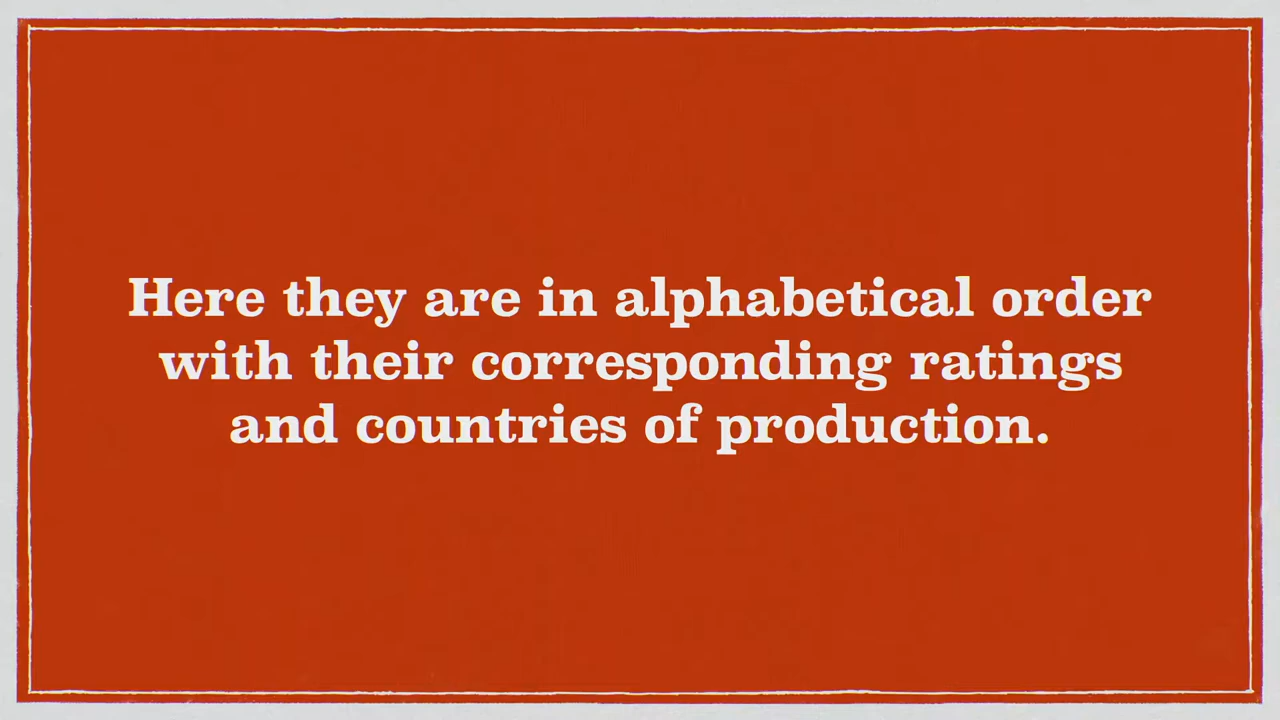 Here they are in alphabetical order
with their corresponding ratings
and countries of production.